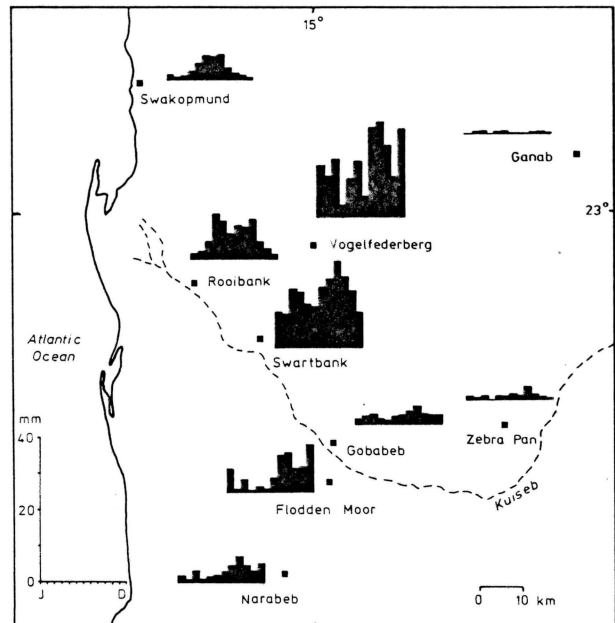 15°
Swakopmund
Ganab
23°
Vogelfederberg
Rooibank
Atlantic
Ocean
Swartbank
mm
40
Gobabeb
Zebra Pan
Kuiseb
20
Flodden Moor
0
J D
Narabeb
0 10 km